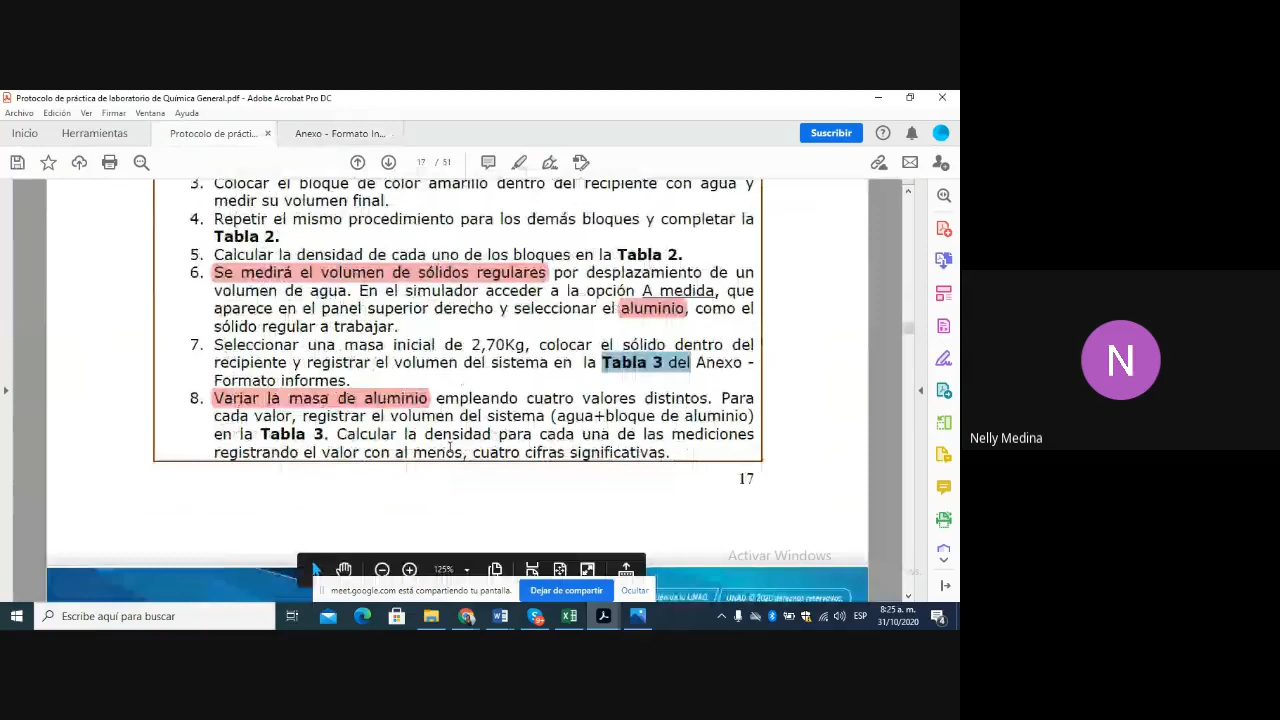 Protocolo de práctica de laboratorio de Química General.pdf - Adobe Acrobat Pro DC
Archivo Edición Ver Firmar Ventana Ayuda
Inicio Herramientas Protocolo de prácti... × Anexo - Formato In... Suscribir
17 / 51
3. Colocar el bloque de color amarillo dentro del recipiente con agua y
medir su volumen final.
4. Repetir el mismo procedimiento para los demás bloques y completar la
Tabla 2.
5. Calcular la densidad de cada uno de los bloques en la Tabla 2.
6. Se medirá el volumen de sólidos regulares por desplazamiento de un
volumen de agua. En el simulador acceder a la opción A medida, que
aparece en el panel superior derecho y seleccionar el aluminio, como el
sólido regular a trabajar.
7. Seleccionar una masa inicial de 2,70Kg, colocar el sólido dentro del
recipiente y registrar el volumen del sistema en la Tabla 3 del Anexo -
Formato informes.
8. Variar la masa de aluminio empleando cuatro valores distintos. Para
cada valor, registrar el volumen del sistema (agua+bloque de aluminio)
en la Tabla 3. Calcular la densidad para cada una de las mediciones
registrando el valor con al menos, cuatro cifras significativas.
17
Activar Windows
125%
meet.google.com está compartiendo tu pantalla. Dejar de compartir Ocultar
UNAD © 2020
Escribe aquí para buscar
ESP
8:25 a. m.
31/10/2020
4
N
Nelly Medina